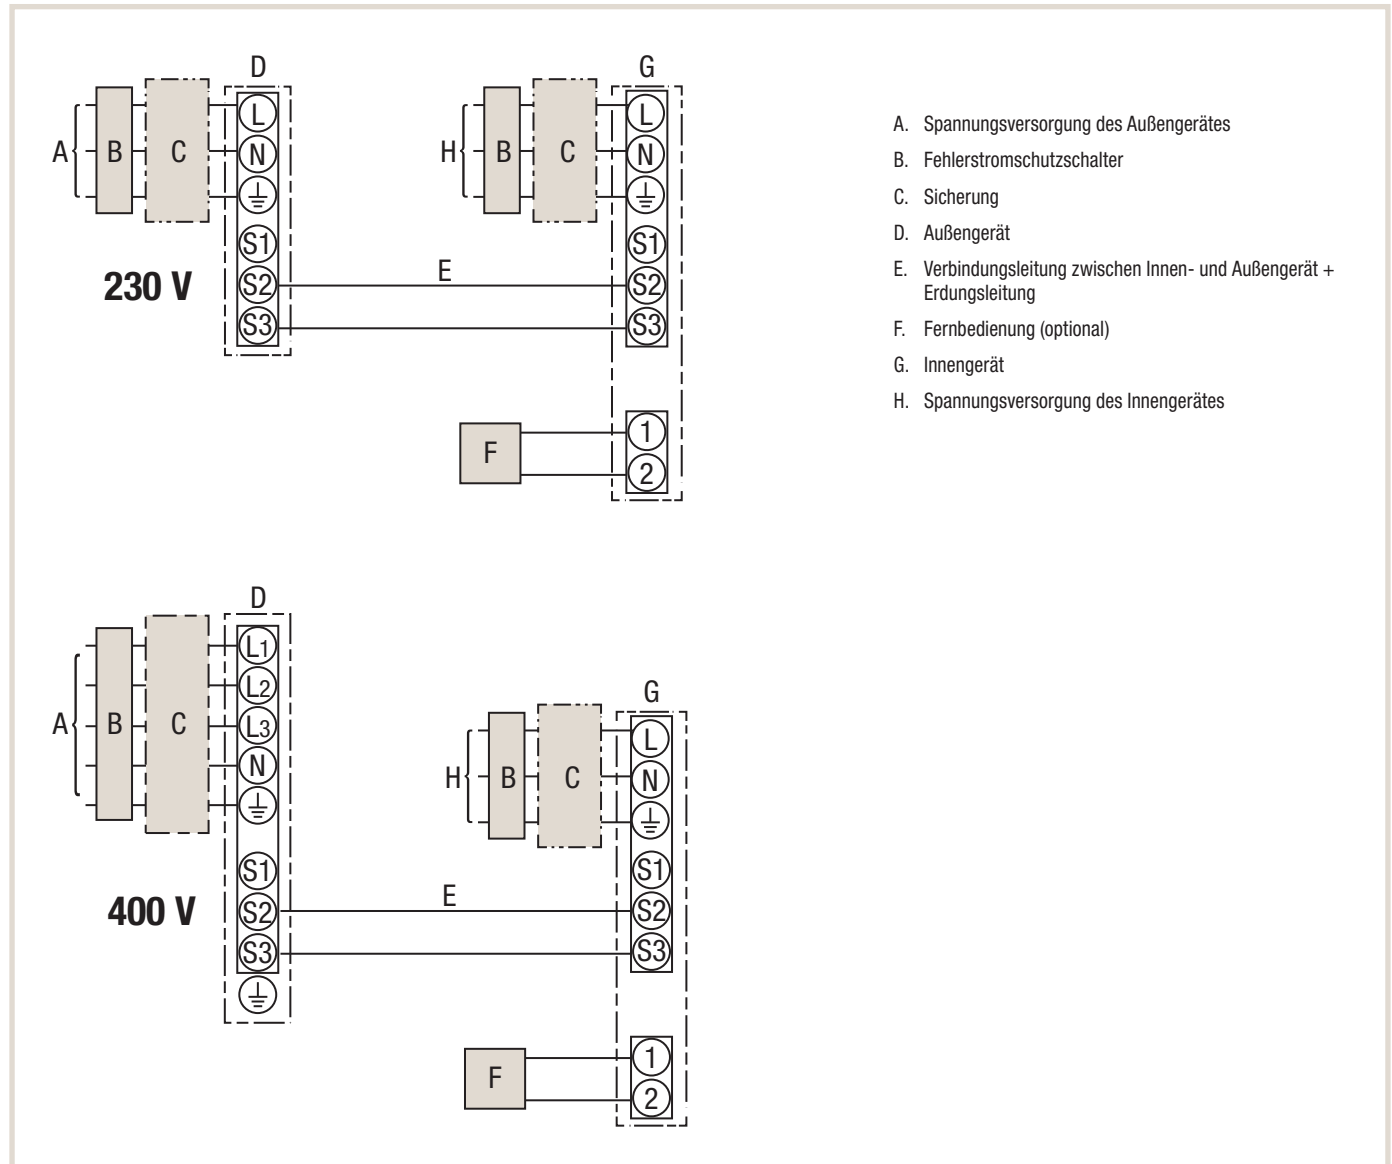 D
G
A
B
C
L
N
S1
S2
S3
230 V
E
H
B
C
L
N
S1
S2
S3
F
1
2
A. Spannungsversorgung des Außengerätes
B. Fehlerstromschutzschalter
C. Sicherung
D. Außengerät
E. Verbindungsleitung zwischen Innen- und Außengerät +
Erdungsleitung
F. Fernbedienung (optional)
G. Innengerät
H. Spannungsversorgung des Innengerätes
D
A
B
C
L1
L2
L3
N
S1
S2
S3
400 V
E
G
H
B
C
L
N
S1
S2
S3
F
1
2